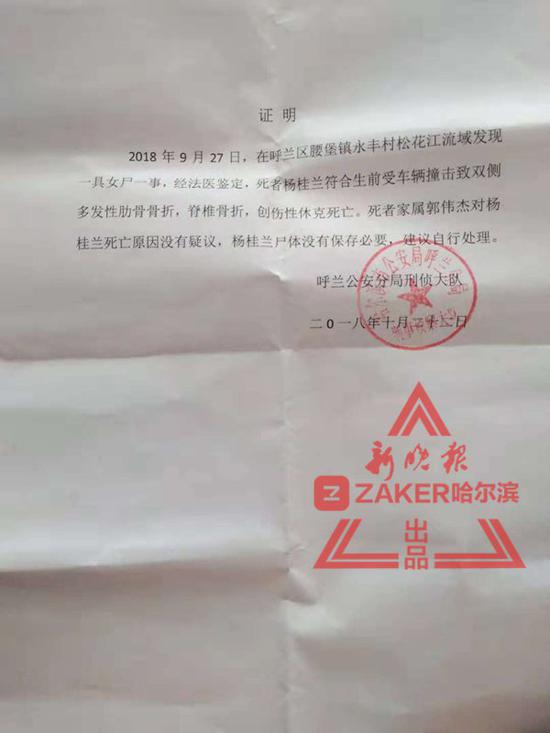 证 明
2018 年 9 月 27 日，在呼兰区腰堡镇永丰村松花江流域发现
一具女尸一事，经法医鉴定，死者杨桂兰符合生前受车辆撞击致双侧
多发性肋骨骨折，脊椎骨折，创伤性休克死亡。死者家属郭伟杰对杨
桂兰死亡原因没有疑议，杨桂兰尸体没有保存必要，建议自行处理。
呼兰公安分局刑侦大队
二0一八年十月二十二日
新晚报
ZAKER哈尔滨
出
品